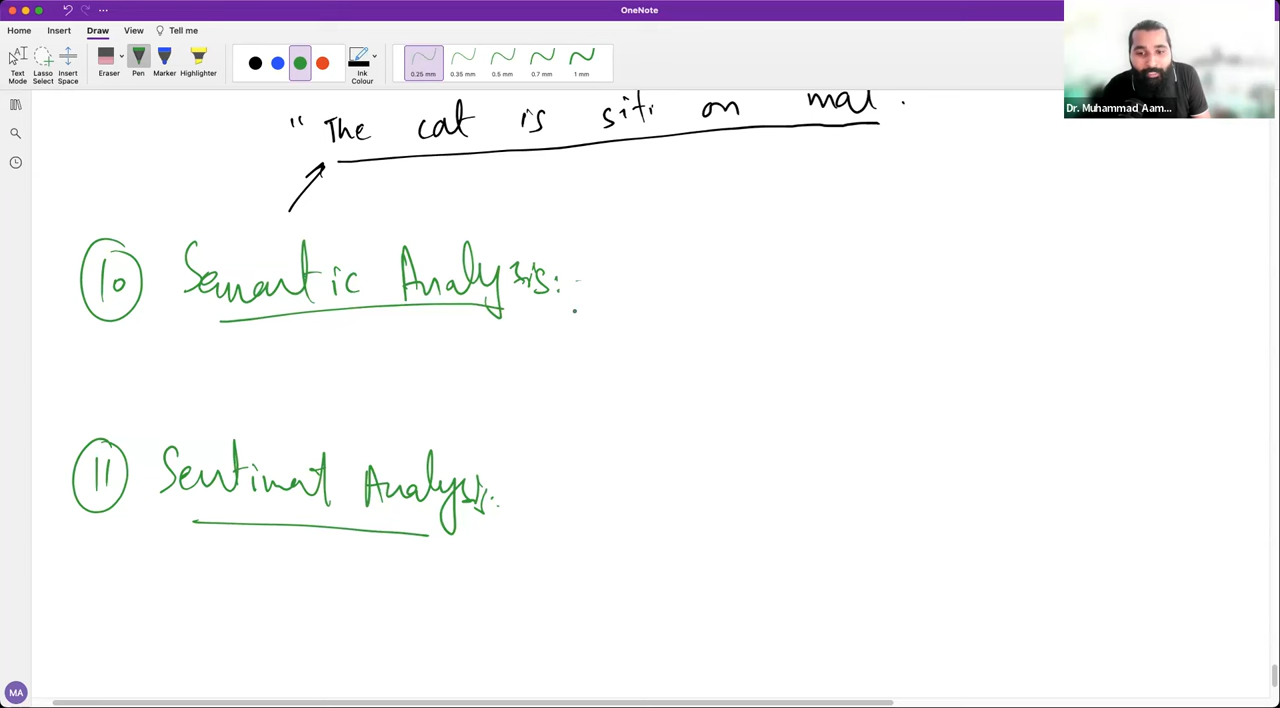 OneNote
Home Insert Draw View Tell me
Text Mode Lasso Select Insert Space Eraser Pen Marker Highlighter Ink Colour 0.25 mm 0.35 mm 0.5 mm 0.7 mm 1 mm
Dr. Muhammad Aam...
" The cat is siti on mat .
10 Semantic Analysis:-
11 Sentiment Analysis:
MA